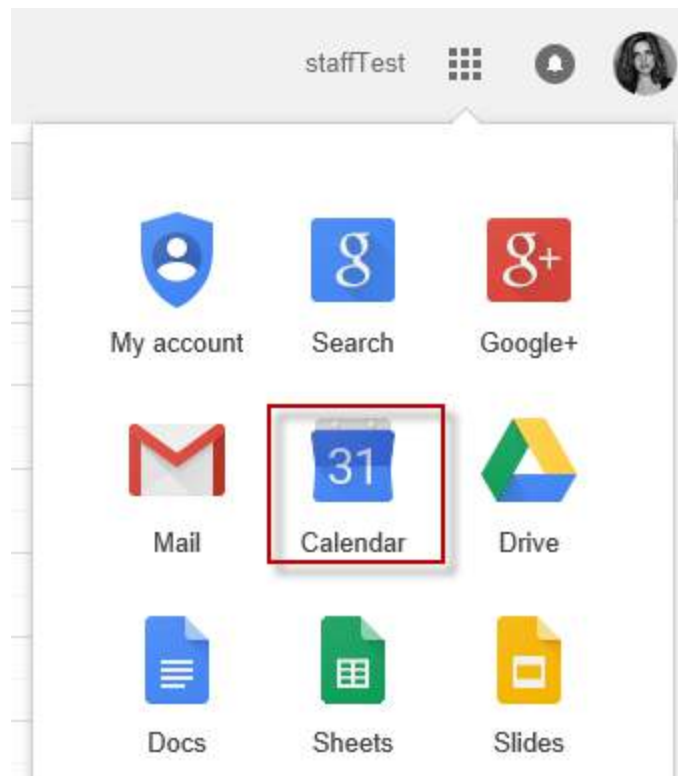 staffTest
g g+
My account Search Google+
31
Mail Calendar Drive
Docs Sheets Slides